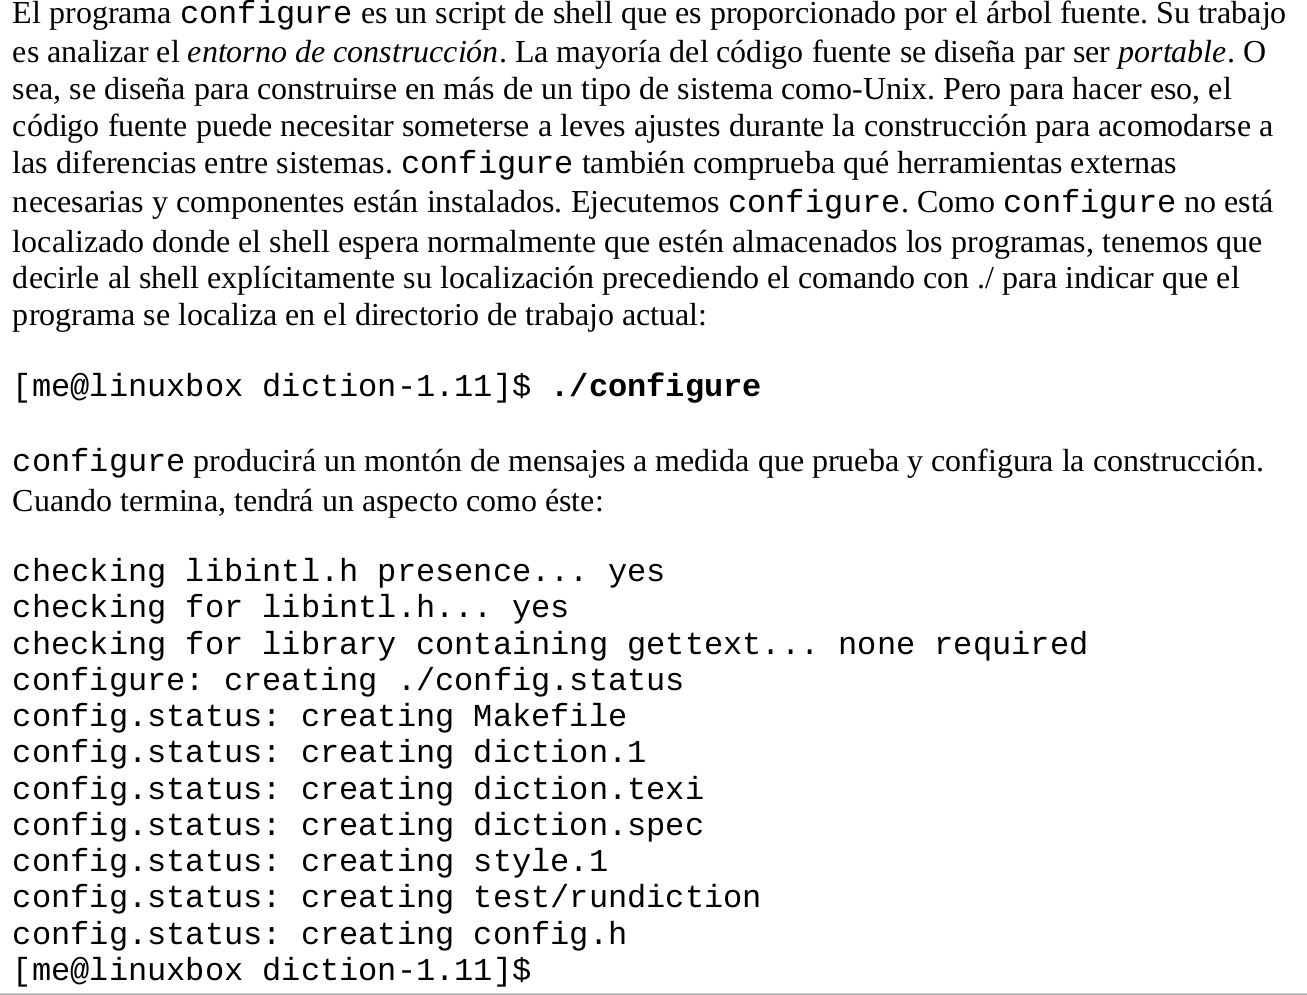 El programa configure es un script de shell que es proporcionado por el árbol fuente. Su trabajo
es analizar el entorno de construcción. La mayoría del código fuente se diseña par ser portable. O
sea, se diseña para construirse en más de un tipo de sistema como-Unix. Pero para hacer eso, el
código fuente puede necesitar someterse a leves ajustes durante la construcción para acomodarse a
las diferencias entre sistemas. configure también comprueba qué herramientas externas
necesarias y componentes están instalados. Ejecutemos configure. Como configure no está
localizado donde el shell espera normalmente que estén almacenados los programas, tenemos que
decirle al shell explícitamente su localización precediendo el comando con ./ para indicar que el
programa se localiza en el directorio de trabajo actual:
[me@linuxbox diction-1.11]$ ./configure
configure producirá un montón de mensajes a medida que prueba y configura la construcción.
Cuando termina, tendrá un aspecto como éste:
checking libintl.h presence... yes
checking for libintl.h... yes
checking for library containing gettext... none required
configure: creating ./config.status
config.status: creating Makefile
config.status: creating diction.1
config.status: creating diction.texi
config.status: creating diction.spec
config.status: creating style.1
config.status: creating test/rundiction
config.status: creating config.h
[me@linuxbox diction-1.11]$